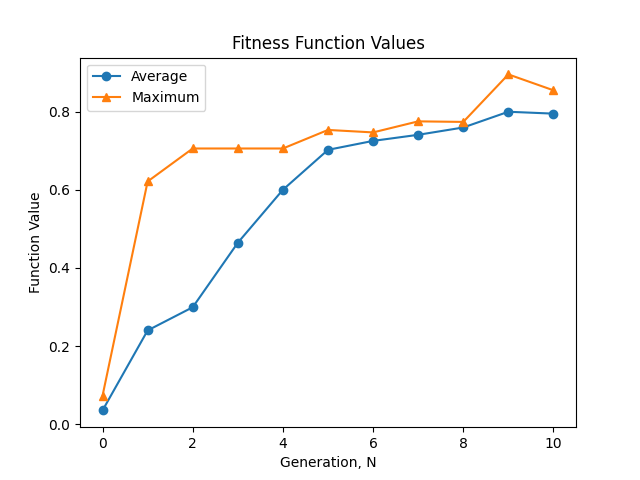 Fitness Function Values
Average
Maximum
Function Value
0.8
0.6
0.4
0.2
0.0
0 2 4 6 8 10
Generation, N